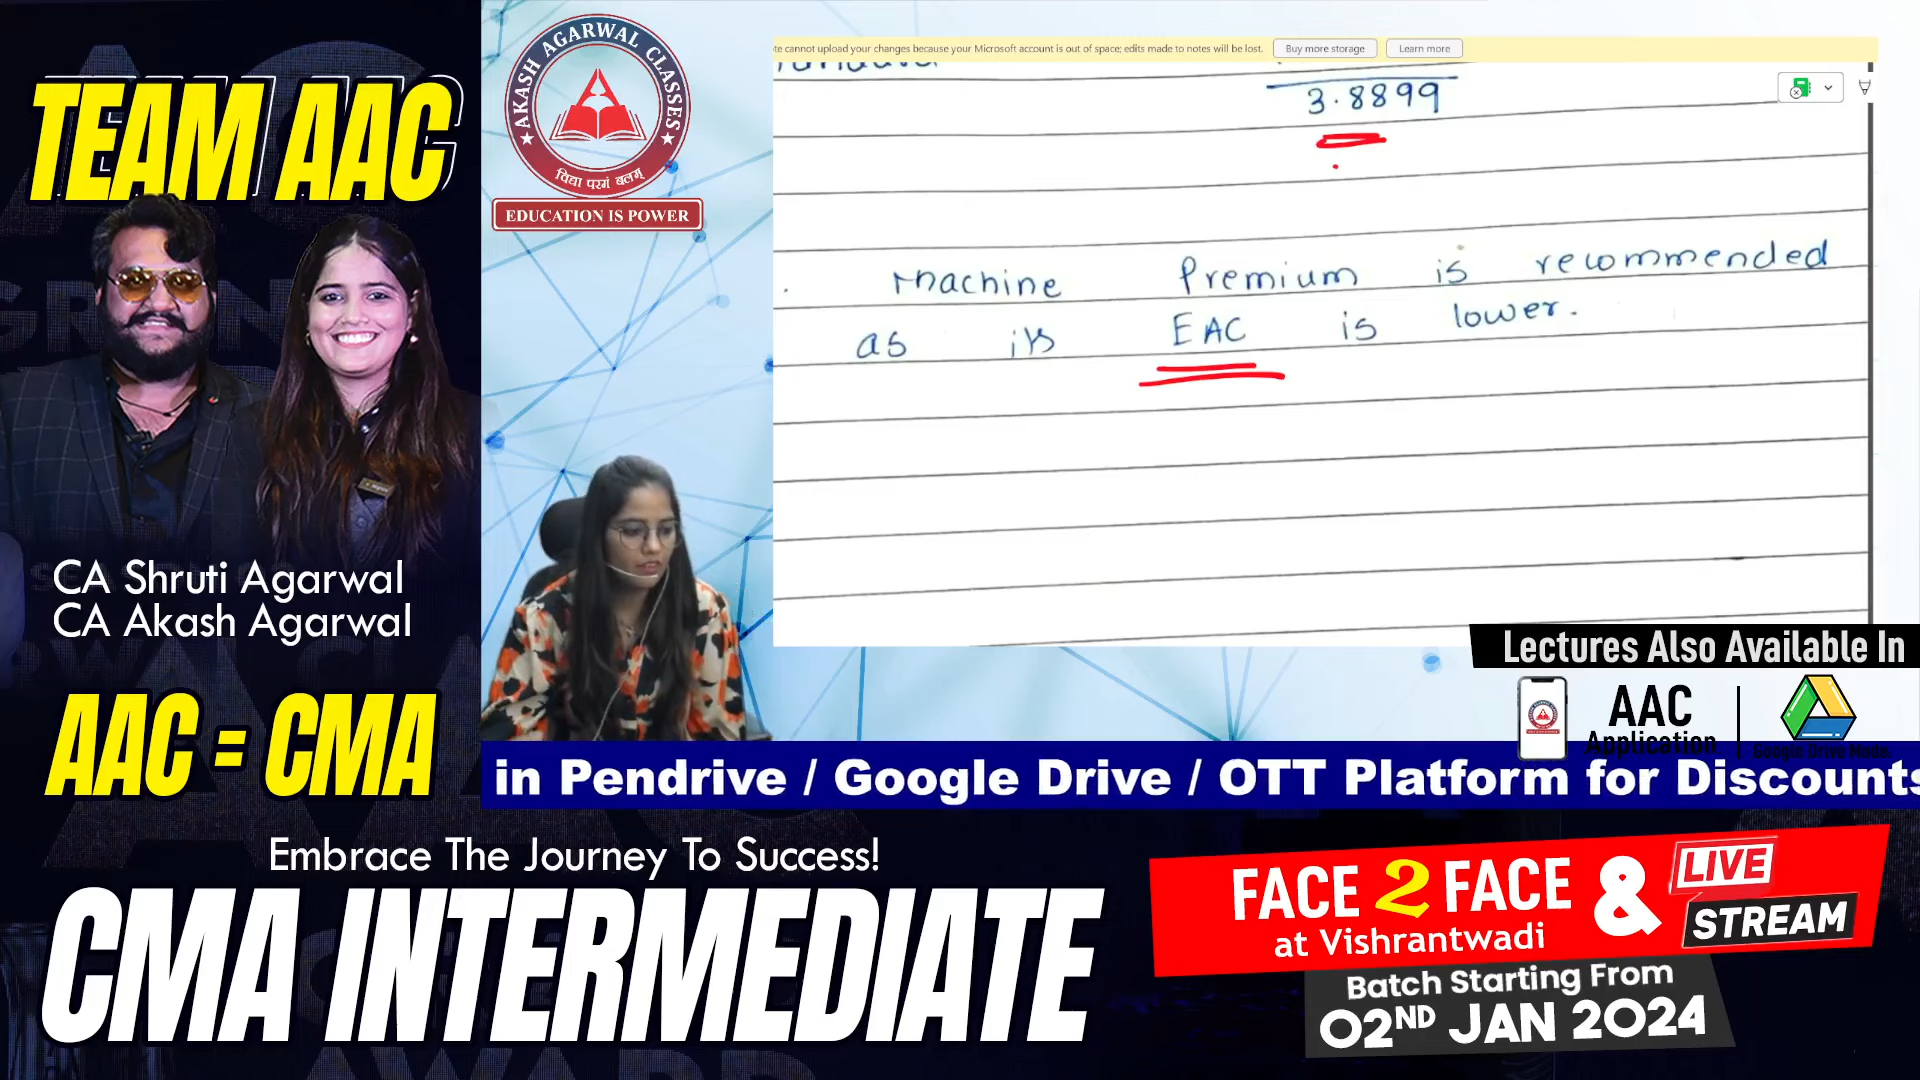 TEAM AAC
CA Shruti Agarwal
CA Akash Agarwal
AAC = CMA
AKASH AGARWAL CLASSES
विद्या परमं बलम्
EDUCATION IS POWER
te cannot upload your changes because your Microsoft account is out of space; edits made to notes will be lost. Buy more storage Learn more
3.8899
Machine Premium is recommended
as its EAC is lower.
Lectures Also Available In
AAC
Application
Google Drive Mode
in Pendrive / Google Drive / OTT Platform for Discounts
Embrace The Journey To Success!
CMA INTERMEDIATE
FACE 2 FACE & LIVE STREAM
at Vishrantwadi
Batch Starting From
02ND JAN 2024